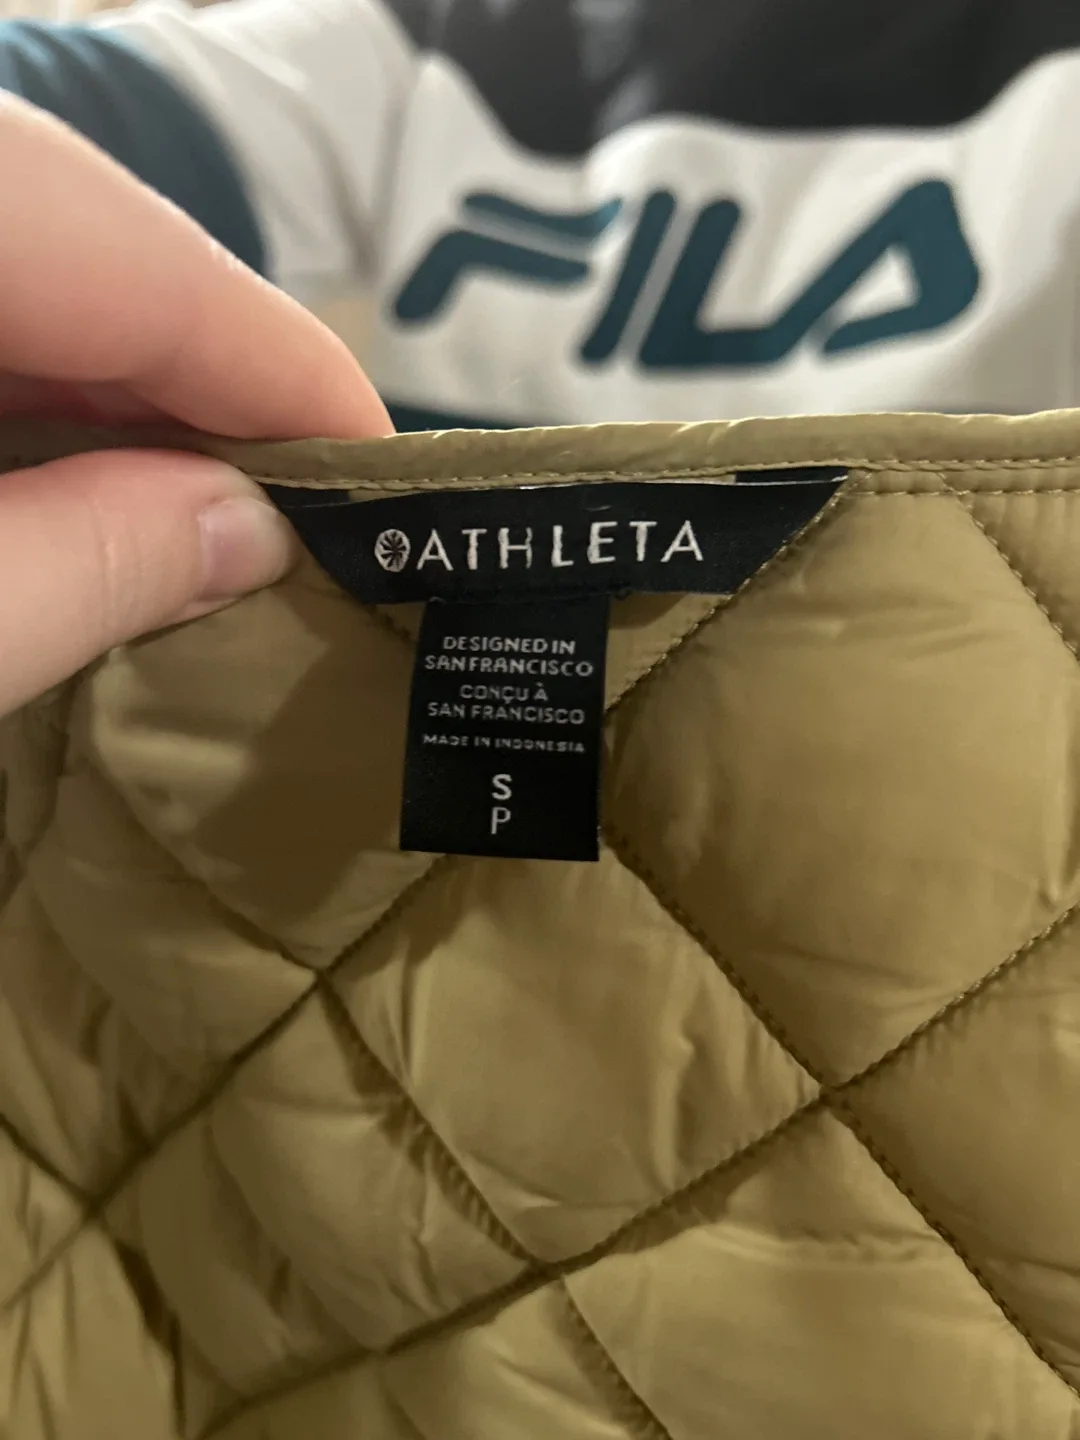 FILA
ATHLETA
DESIGNED IN
SAN FRANCISCO
CONÇU À
SAN FRANCISCO
MADE IN INDONESIA
S
P